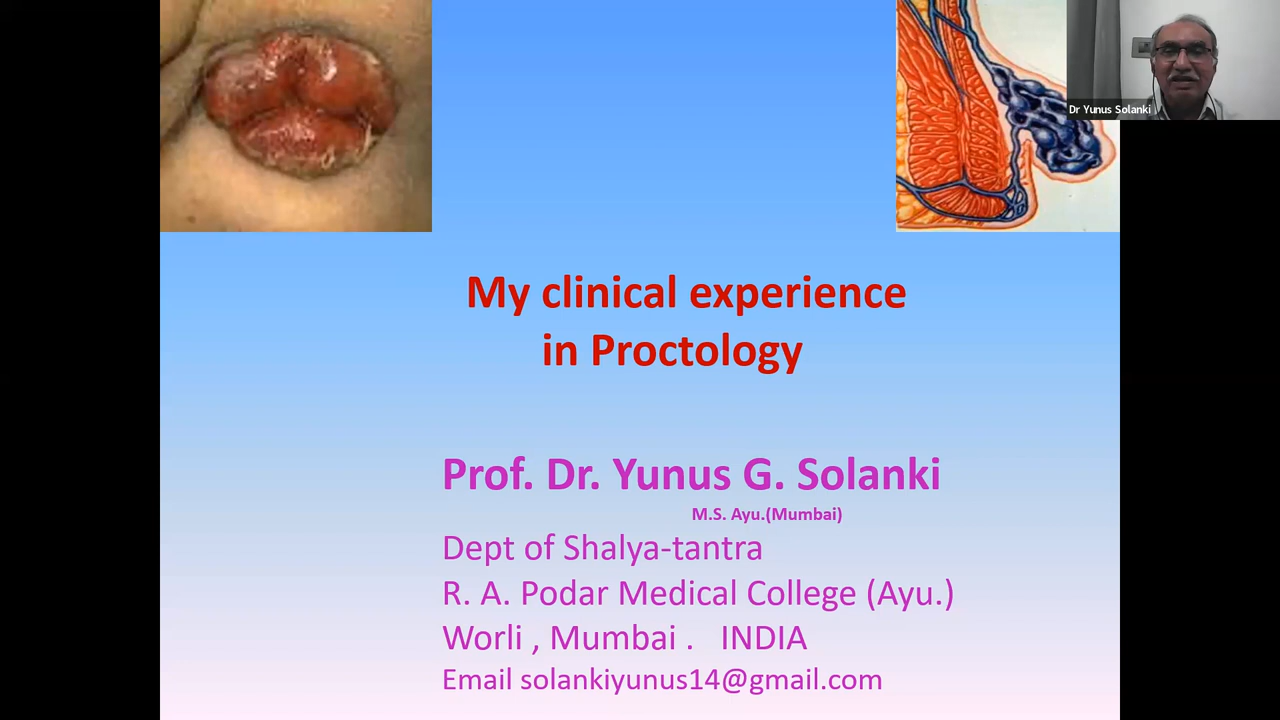 Dr Yunus Solanki
My clinical experience
in Proctology
Prof. Dr. Yunus G. Solanki
M.S. Ayu.(Mumbai)
Dept of Shalya-tantra
R. A. Podar Medical College (Ayu.)
Worli , Mumbai . INDIA
Email solankiyunus14@gmail.com